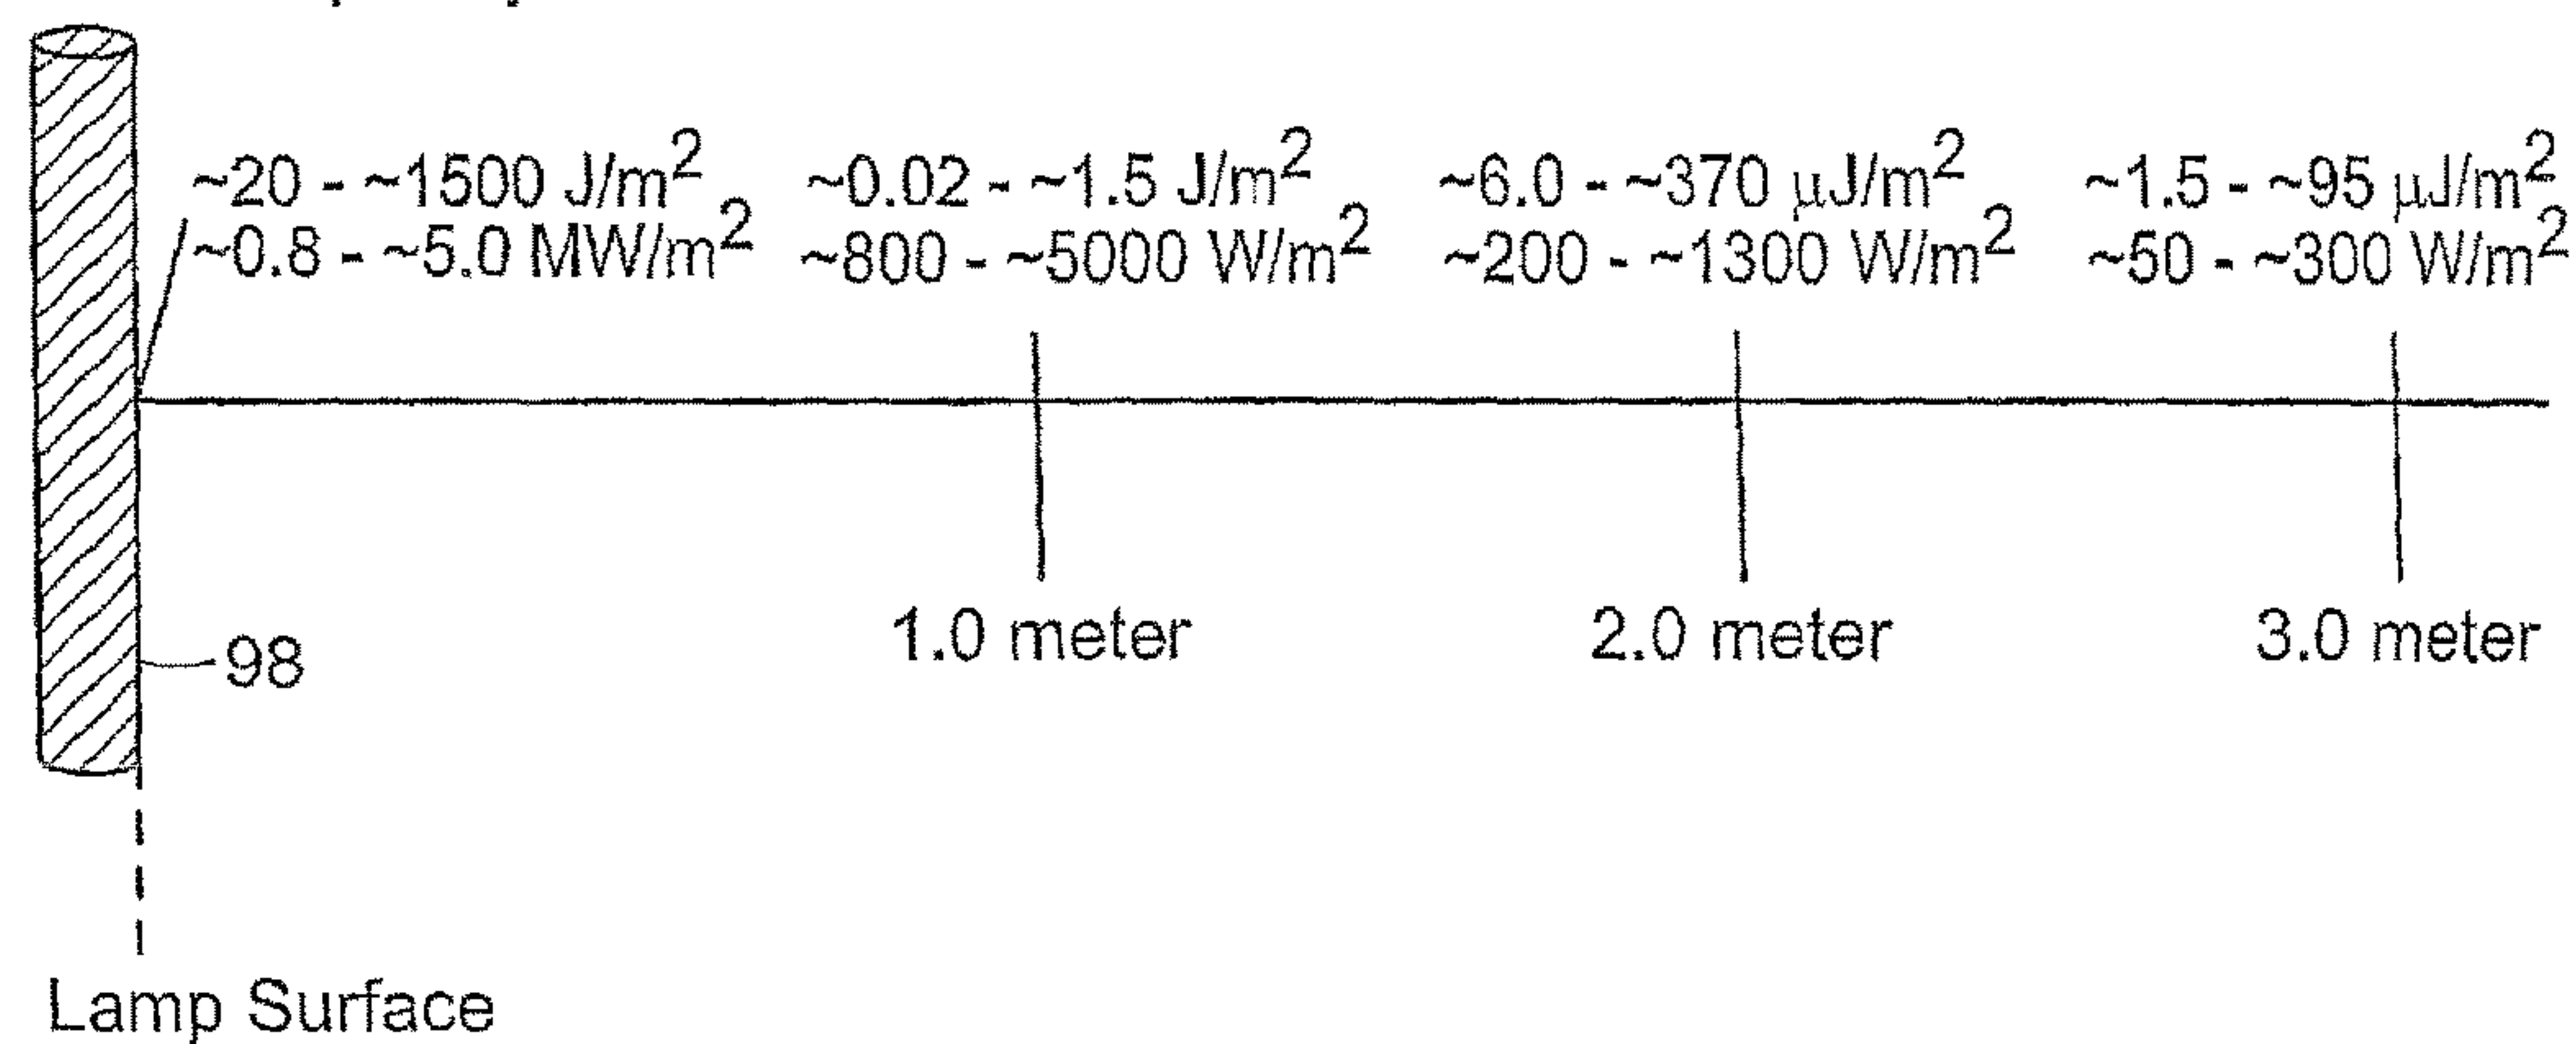 ~20 - ~1500 J/m²
~0.8 - ~5.0 MW/m²
~0.02 - ~1.5 J/m²
~800 - ~5000 W/m²
~6.0 - ~370 µJ/m²
~200 - ~1300 W/m²
~1.5 - ~95 µJ/m²
~50 - ~300 W/m²
1.0 meter
2.0 meter
3.0 meter
98
Lamp Surface